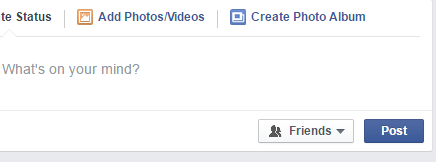 te Status Add Photos/Videos Create Photo Album
What's on your mind?
Friends Post